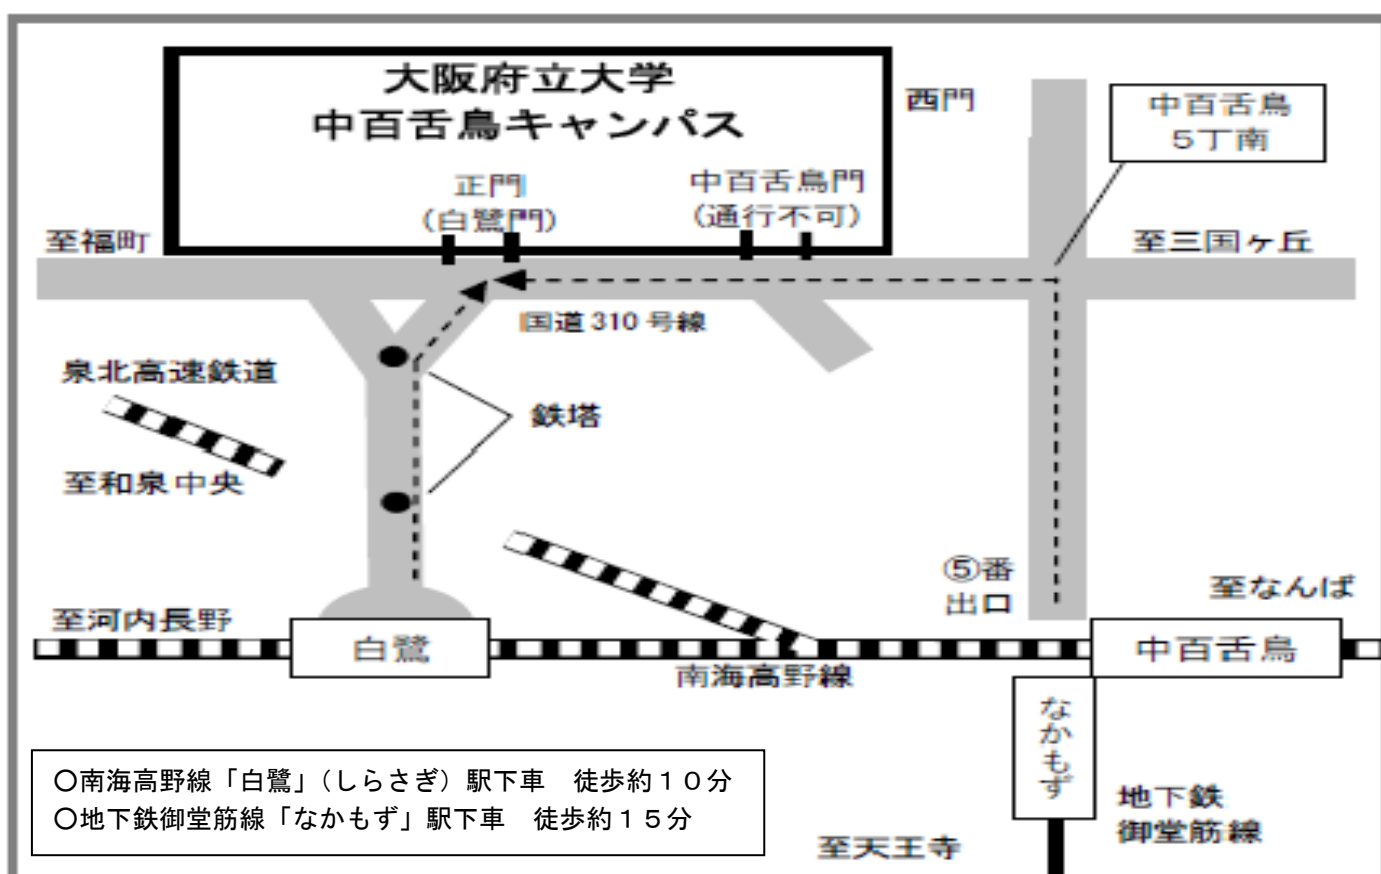 大阪府立大学
中百舌鳥キャンパス
西門
中百舌鳥
５丁南
正門
(白鷺門)
中百舌鳥門
(通行不可)
至福町
至三国ヶ丘
国道310号線
泉北高速鉄道
鉄塔
至和泉中央
⑤番
出口
至なんば
至河内長野
白鷺
中百舌鳥
南海高野線
なかもず
〇南海高野線「白鷺」(しらさぎ）駅下車　徒歩約１０分
〇地下鉄御堂筋線「なかもず」駅下車　徒歩約１５分
地下鉄
御堂筋線
至天王寺